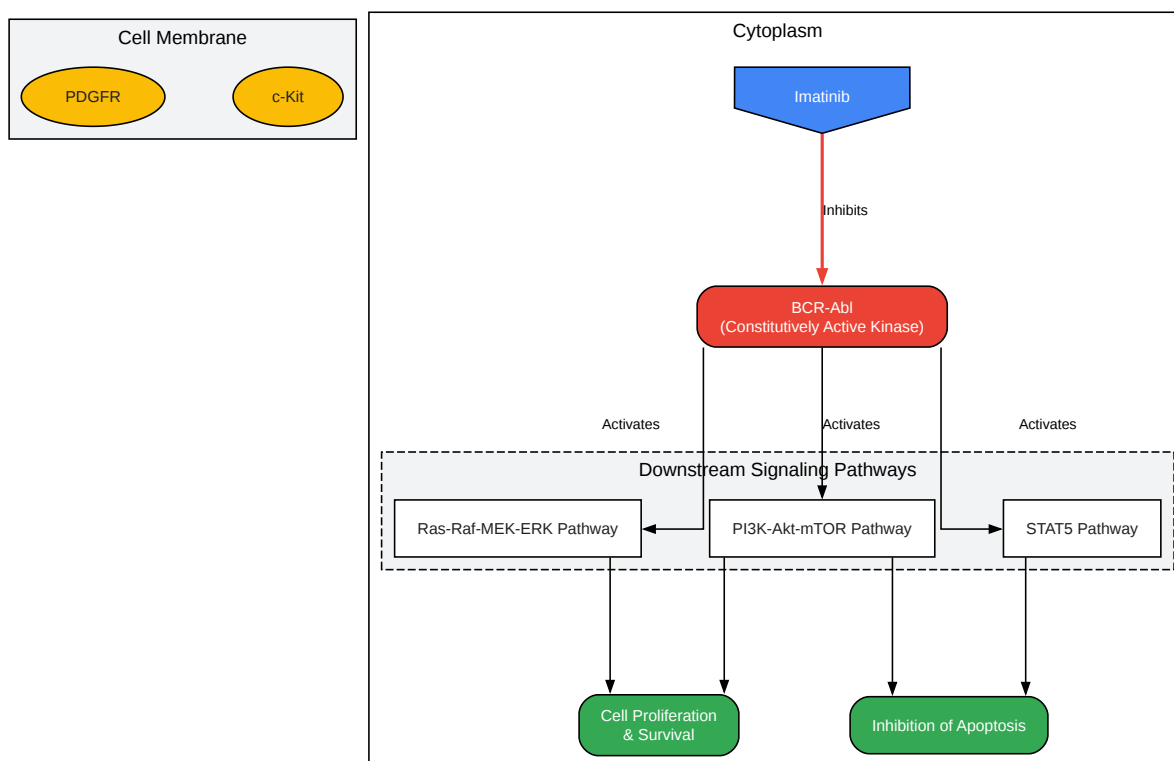 Cell Membrane
PDGFR
c-Kit
Cytoplasm
Imatinib
Inhibits
BCR-Abl
(Constitutively Active Kinase)
Activates
Activates
Activates
Downstream Signaling Pathways
Ras-Raf-MEK-ERK Pathway
PI3K-Akt-mTOR Pathway
STAT5 Pathway
Cell Proliferation
& Survival
Inhibition of Apoptosis